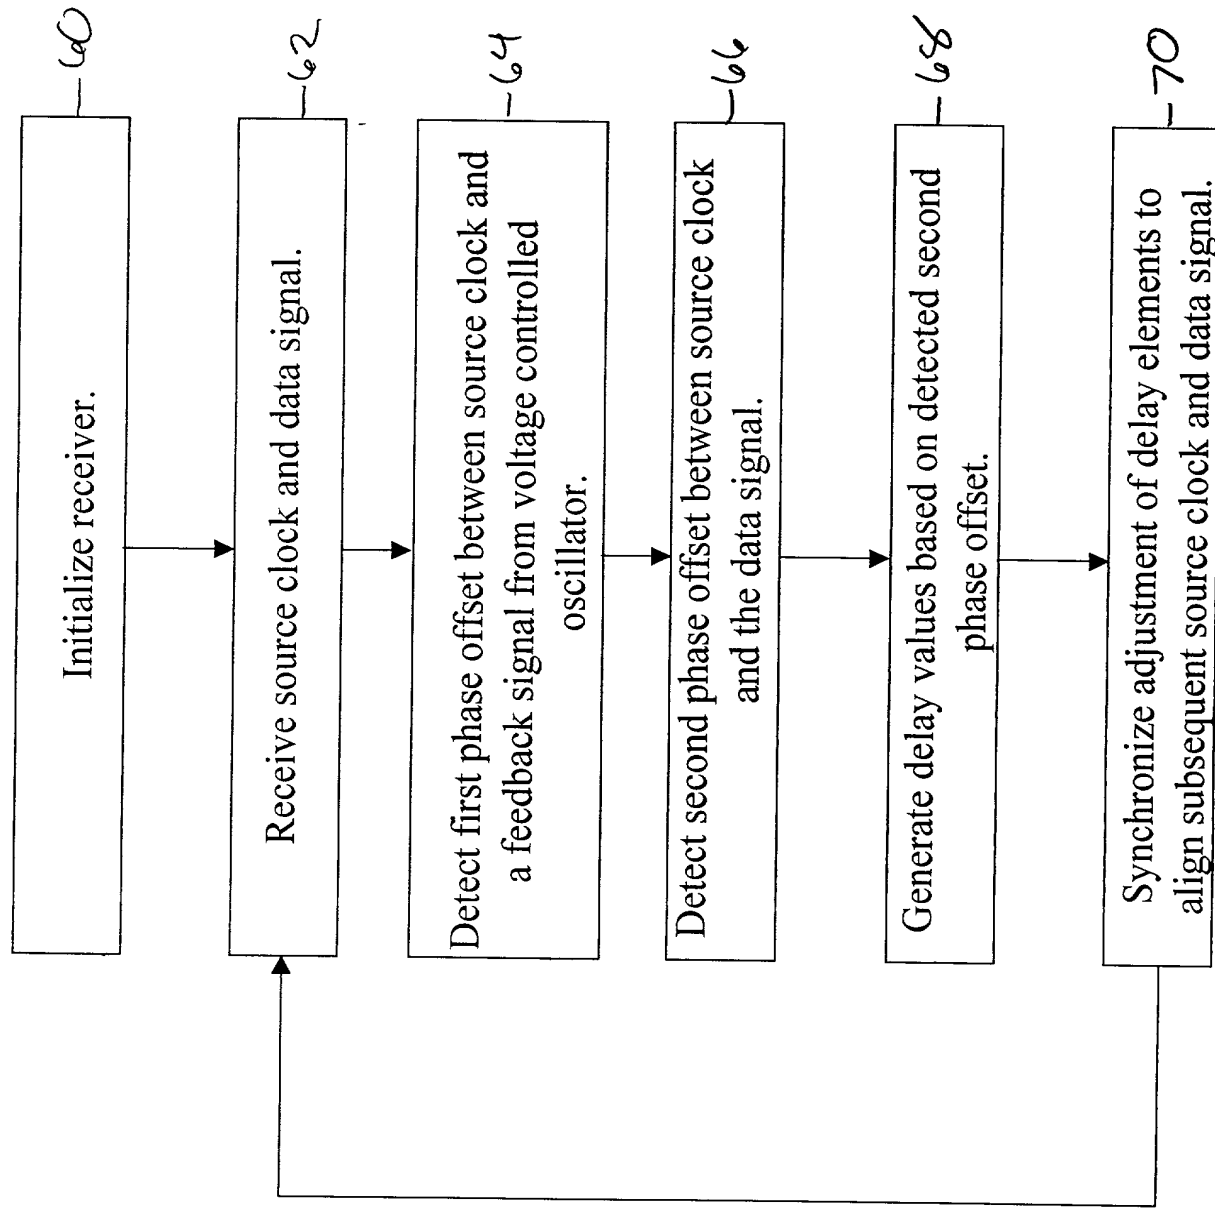 Initialize receiver.
60
Receive source clock and data signal.
62
Detect first phase offset between source clock and
a feedback signal from voltage controlled
oscillator.
64
Detect second phase offset between source clock
and the data signal.
66
Generate delay values based on detected second
phase offset.
68
Synchronize adjustment of delay elements to
align subsequent source clock and data signal.
70